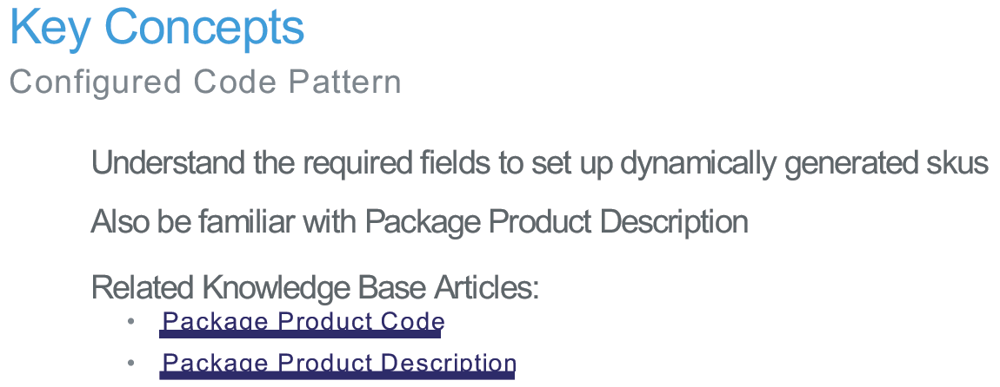 Key Concepts
Configured Code Pattern
Understand the required fields to set up dynamically generated skus
Also be familiar with Package Product Description
Related Knowledge Base Articles:
• Package Product Code
• Package Product Description